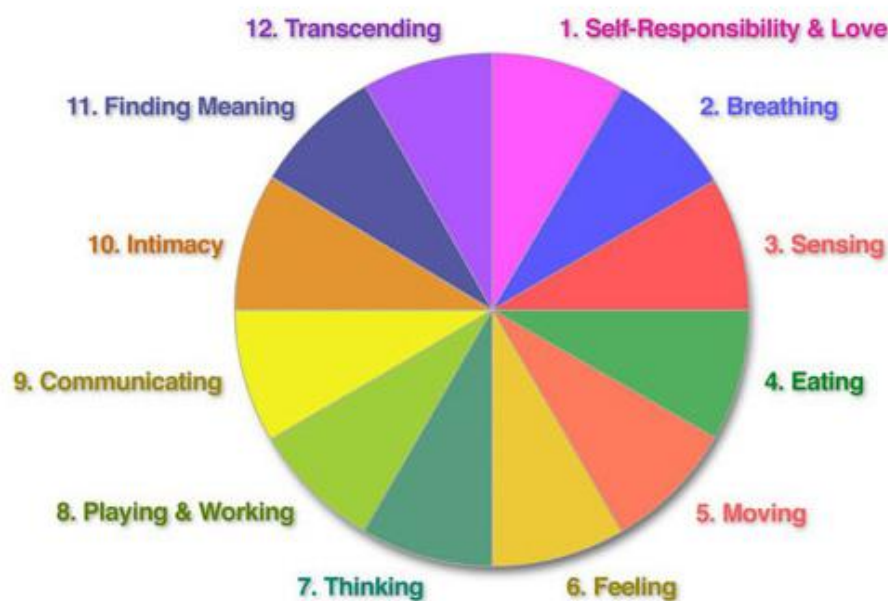 1. Self-Responsibility & Love
2. Breathing
3. Sensing
4. Eating
5. Moving
6. Feeling
7. Thinking
8. Playing & Working
9. Communicating
10. Intimacy
11. Finding Meaning
12. Transcending